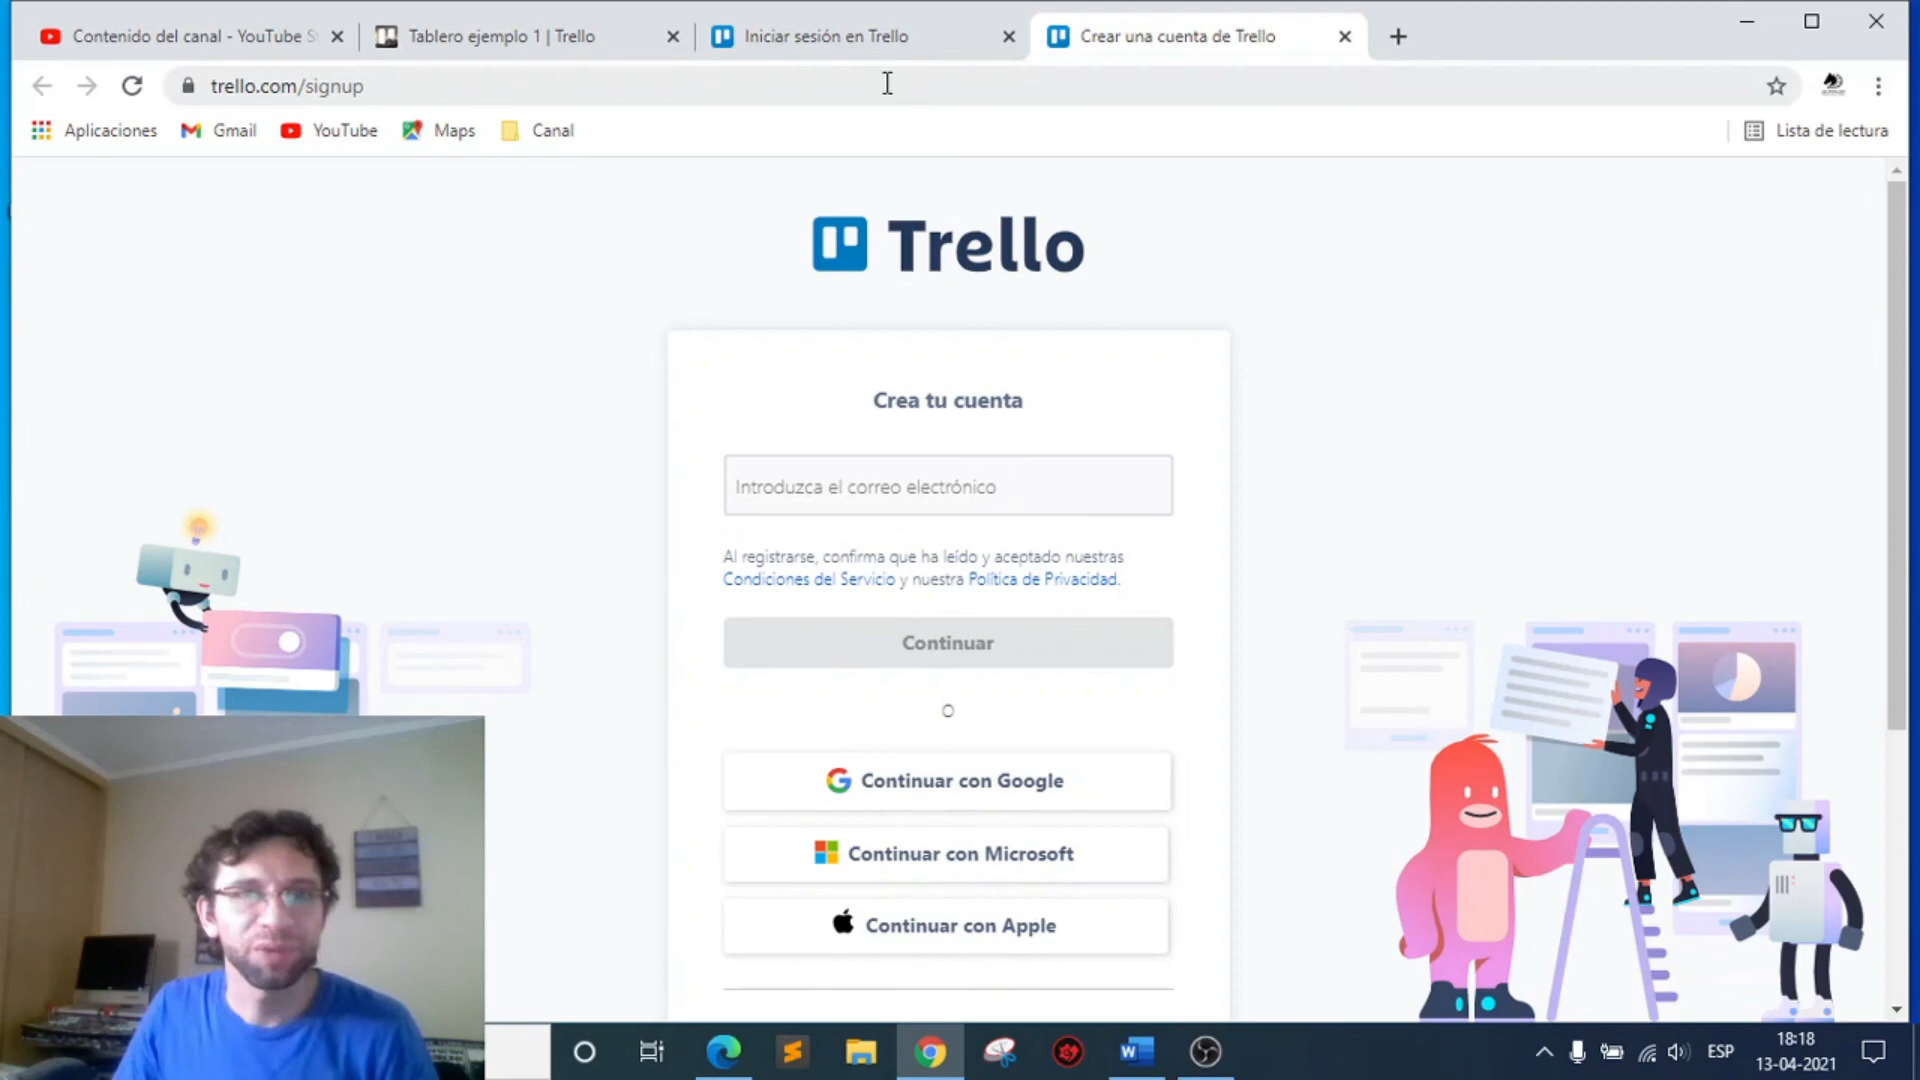 Contenido del canal - YouTube S
Tablero ejemplo 1 | Trello
Iniciar sesión en Trello
Crear una cuenta de Trello
trello.com/signup
Aplicaciones
Gmail
YouTube
Maps
Canal
Lista de lectura
Trello
Crea tu cuenta
Introduzca el correo electrónico
Al registrarse, confirma que ha leído y aceptado nuestras
Condiciones del Servicio y nuestra Política de Privacidad.
Continuar
O
Continuar con Google
Continuar con Microsoft
Continuar con Apple
ESP
18:18
13-04-2021